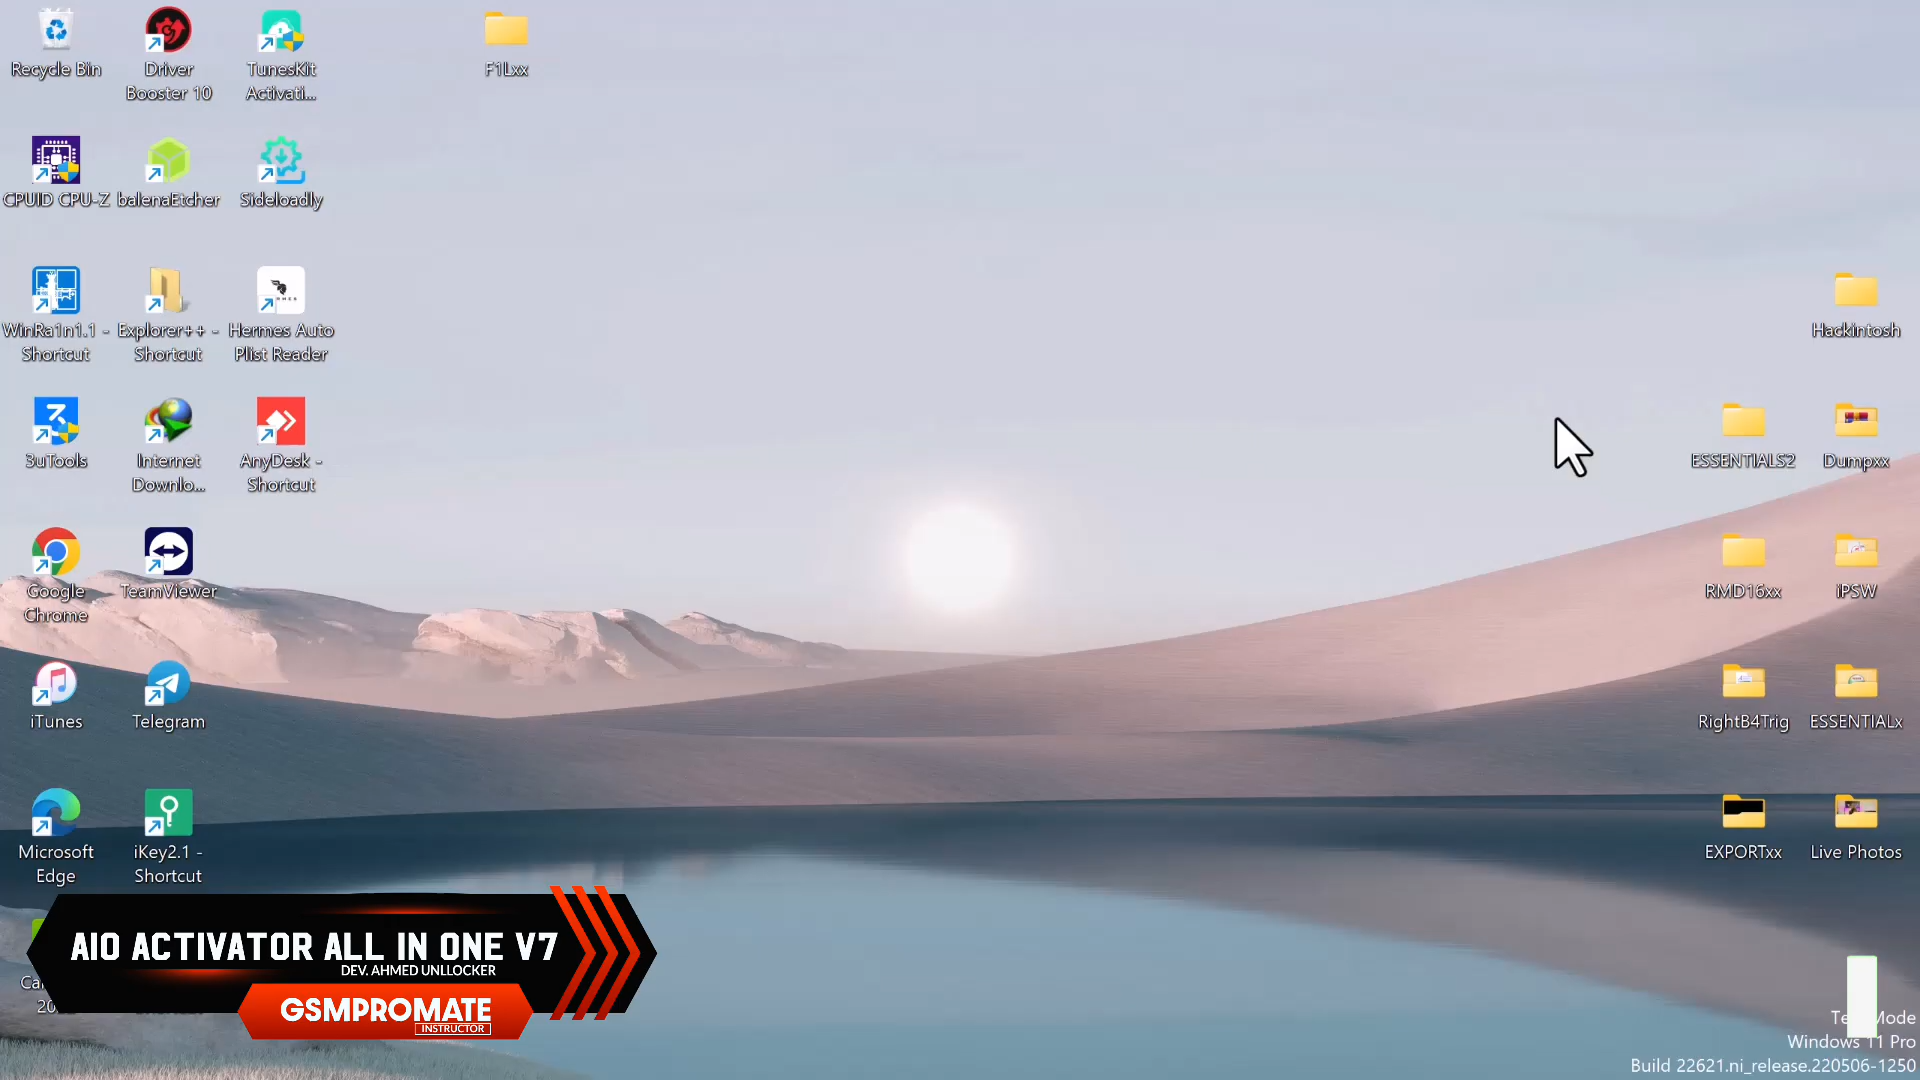 Recycle Bin
Driver
Booster 10
TunesKit
Activati...
F1Lxx
CPUID CPU-Z
balenaEtcher
Sideloadly
WinRa1n1.1 -
Shortcut
Explorer++ -
Shortcut
Hermes Auto
Plist Reader
Hackintosh
3uTools
Internet
Downlo...
AnyDesk -
Shortcut
ESSENTIALS2
Dumpxx
Google
Chrome
TeamViewer
RMD16xx
iPSW
iTunes
Telegram
RightB4Trig
ESSENTIALx
Microsoft
Edge
iKey2.1 -
Shortcut
EXPORTxx
Live Photos
AIO ACTIVATOR ALL IN ONE V7
DEV. AHMED UNLLOCKER
GSMPROMATE
INSTRUCTOR
Windows 11 Pro
Build 22621.ni_release.220506-1250